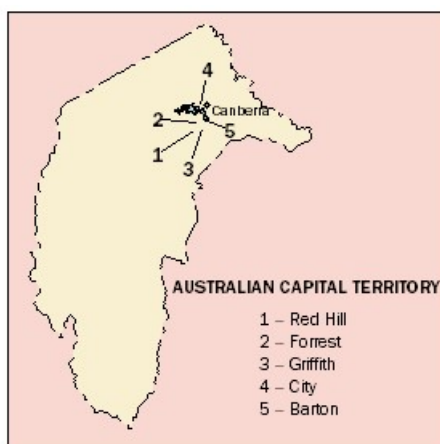 4
Canberra
2
5
1
3
AUSTRALIAN CAPITAL TERRITORY
1 – Red Hill
2 – Forrest
3 – Griffith
4 – City
5 – Barton